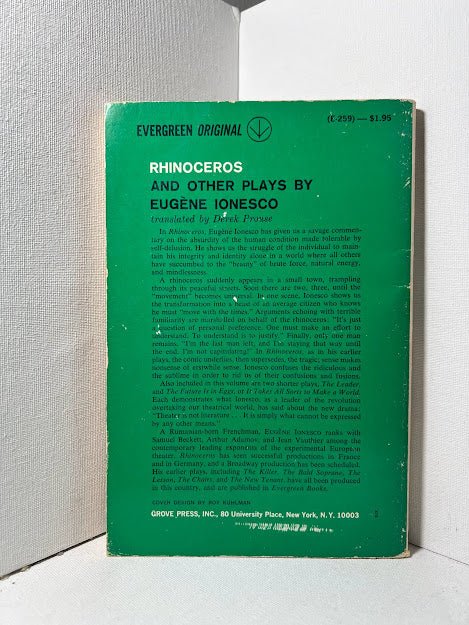 EVERGREEN ORIGINAL
(E-259) — $1.95
RHINOCEROS
AND OTHER PLAYS BY
EUGÈNE IONESCO
translated by Derek Prouse
In Rhinoceros, Eugène Ionesco has given us a savage commen-
tary on the absurdity of the human condition made tolerable by
self-delusion. He shows us the struggle of the individual to main-
tain his integrity and identity alone in a world where all others
have succumbed to the "beauty" of brute force, natural energy,
and mindlessness.
A rhinoceros suddenly appears in a small town, trampling
through its peaceful streets. Soon there are two, three, until the
"movement" becomes universal. In one scene, Ionesco shows us
the transformation into a beast of an average citizen who knows
he must "move with the times." Arguments echoing with terrible
familiarity are marshalled on behalf of the rhinoceros: "It's just
a question of personal preference. One must make an effort to
understand. To understand is to justify." Finally, only one man
remains. "I'm the last man left, and I'm staying that way until
the end. I'm not capitulating!" In Rhinoceros, as in his earlier
plays, the comic underlies, then supersedes, the tragic; sense makes
nonsense of erstwhile sense. Ionesco confuses the ridiculous and
the sublime in order to rid us of their confusions and fusions.
Also included in this volume are two shorter plays, The Leader,
and The Future Is in Eggs, or It Takes All Sorts to Make a World.
Each demonstrates what Ionesco, as a leader of the revolution
overtaking our theatrical world, has said about the new drama:
"Theater is not literature . . . It is simply what cannot be expressed
by any other means."
A Rumanian-born Frenchman, EUGÈNE IONESCO ranks with
Samuel Beckett, Arthur Adamov, and Jean Vauthier among the
contemporary leading exponents of the experimental European
theater. Rhinoceros has seen successful productions in France
and in Germany, and a Broadway production has been scheduled.
His earlier plays, including The Killer, The Bald Soprano, The
Lesson, The Chairs, and The New Tenant, have all been produced
in this country, and are published in Evergreen Books.
COVER DESIGN BY ROY KUHLMAN
GROVE PRESS, INC., 80 University Place, New York, N.Y. 10003